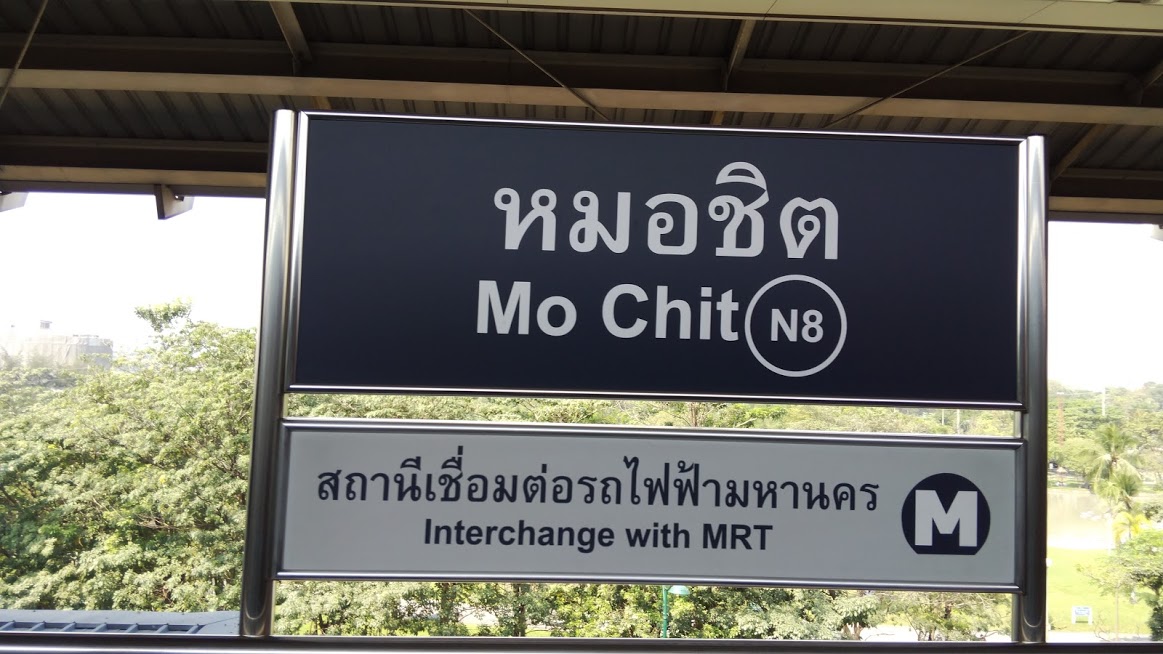 หมอชิต
Mo Chit N8
สถานีเชื่อมต่อรถไฟฟ้ามหานคร M
Interchange with MRT